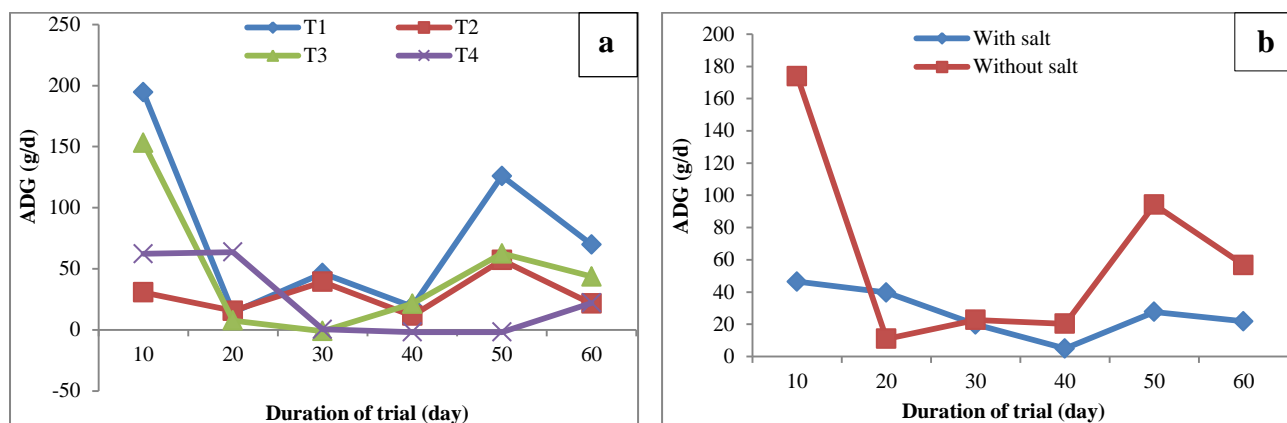 250
200
150
100
50
0
-50
ADG (g/d)
T1 T2
T3 T4
a
10 20 30 40 50 60
Duration of trial (day)
200
180
160
140
120
100
80
60
40
20
0
ADG (g/d)
With salt
Without salt
b
10 20 30 40 50 60
Duration of trial (day)